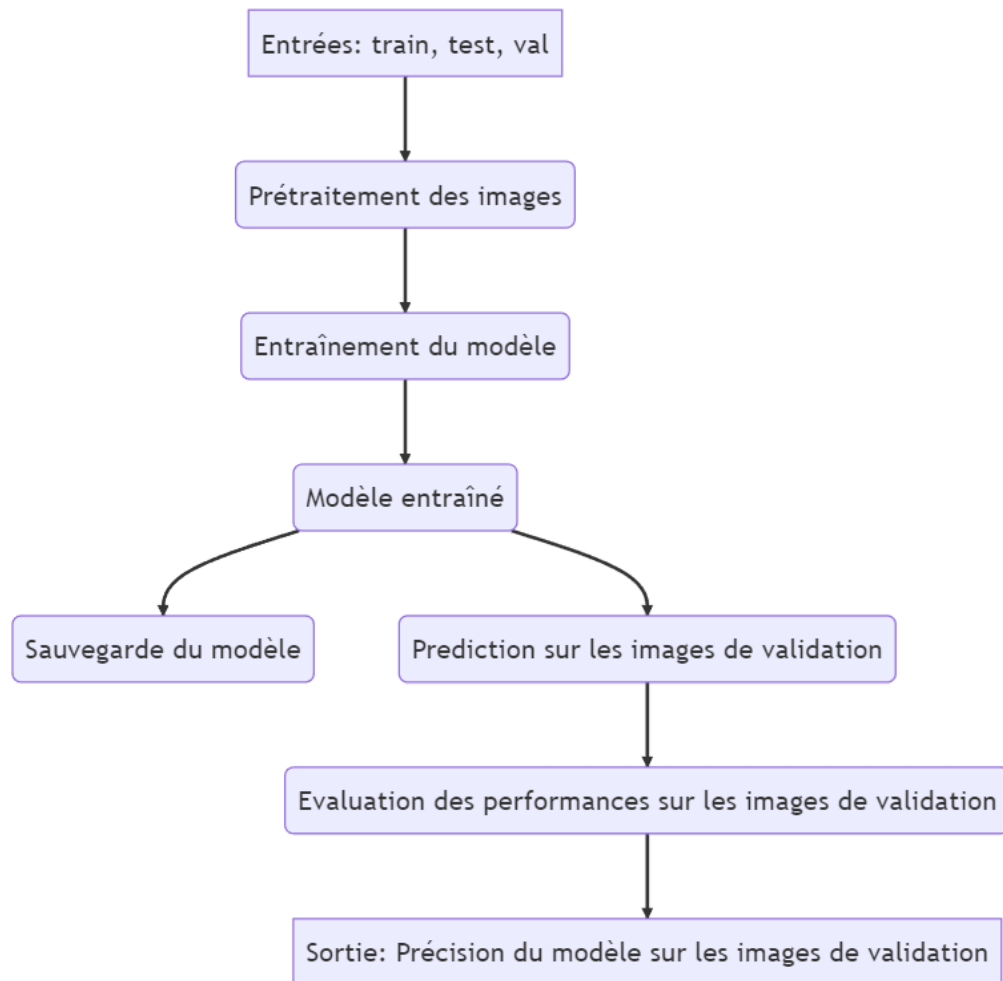 Entrées: train, test, val
Prétraitement des images
Entraînement du modèle
Modèle entraîné
Sauvegarde du modèle
Prediction sur les images de validation
Evaluation des performances sur les images de validation
Sortie: Précision du modèle sur les images de validation